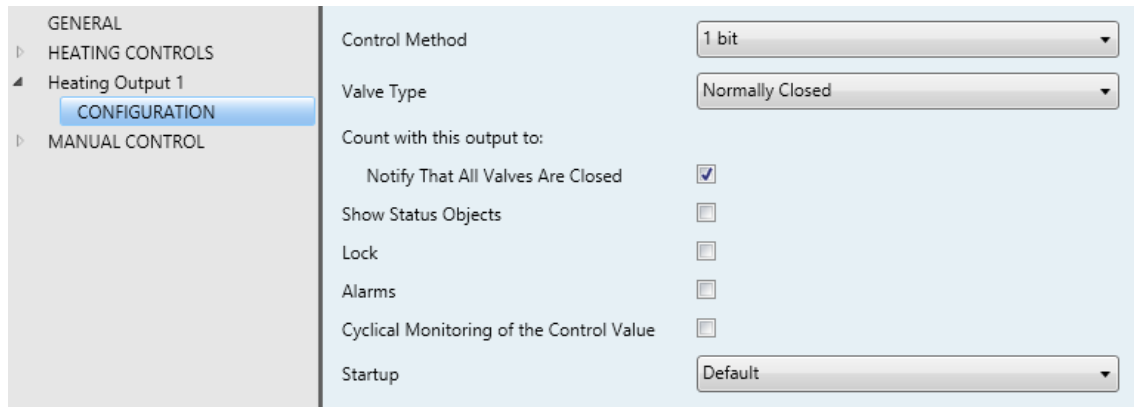 GENERAL
HEATING CONTROLS
Heating Output 1
CONFIGURATION
MANUAL CONTROL
Control Method 1 bit
Valve Type Normally Closed
Count with this output to:
Notify That All Valves Are Closed
Show Status Objects
Lock
Alarms
Cyclical Monitoring of the Control Value
Startup Default